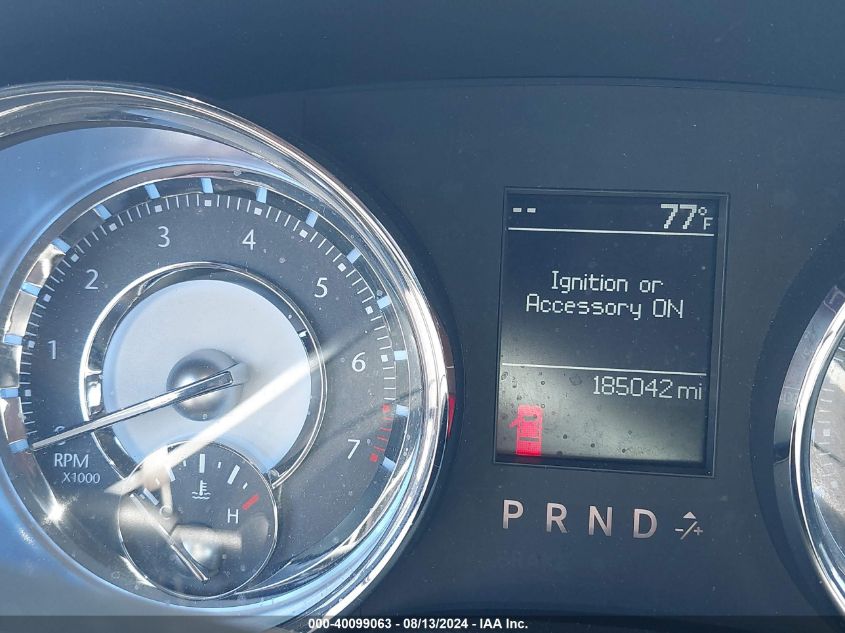 -- 77°F
Ignition or
Accessory ON
185042 mi
1
2
3
4
5
6
7
RPM
X1000
C
H
P R N D -/+
000-40099063 - 08/13/2024 - IAA Inc.